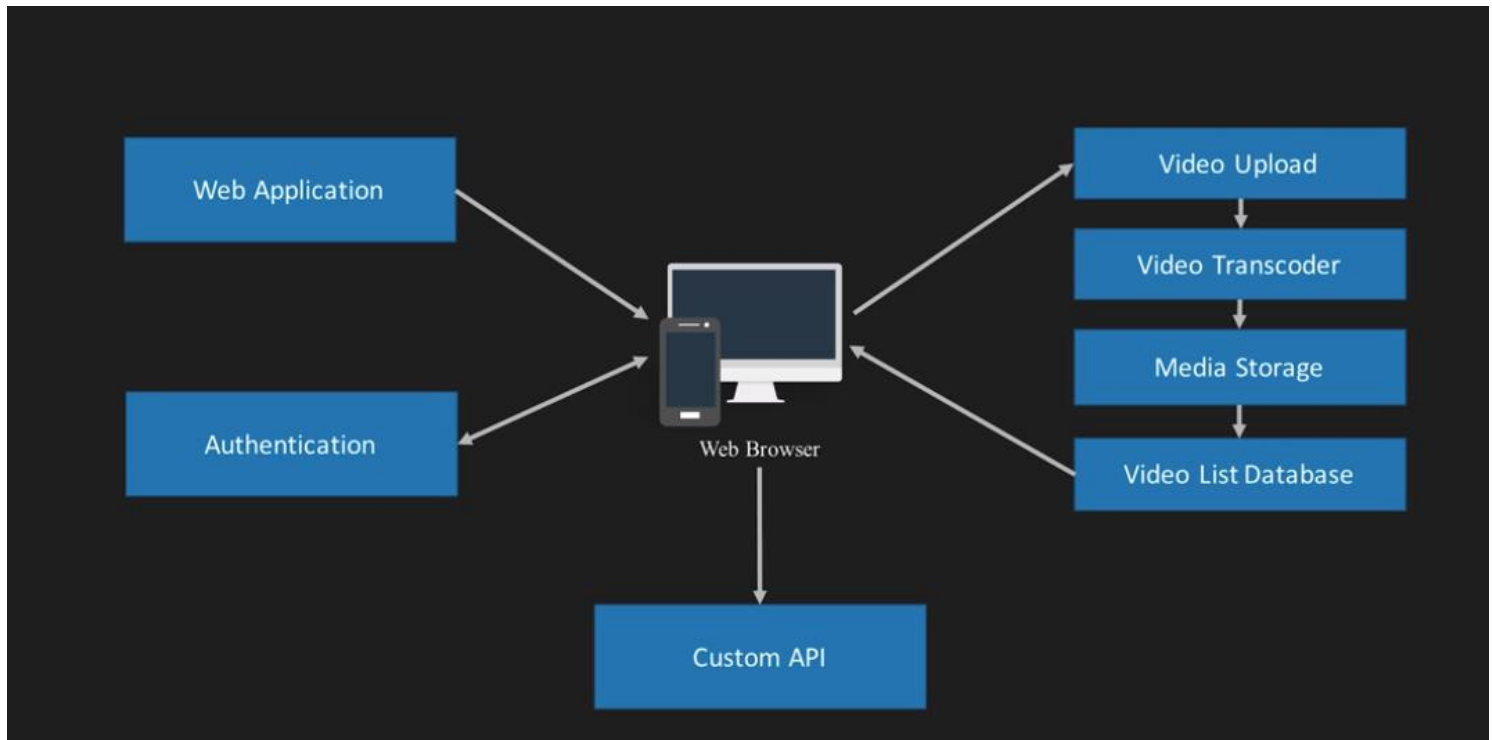 Web Application
Authentication
Web Browser
Custom API
Video Upload
Video Transcoder
Media Storage
Video List Database